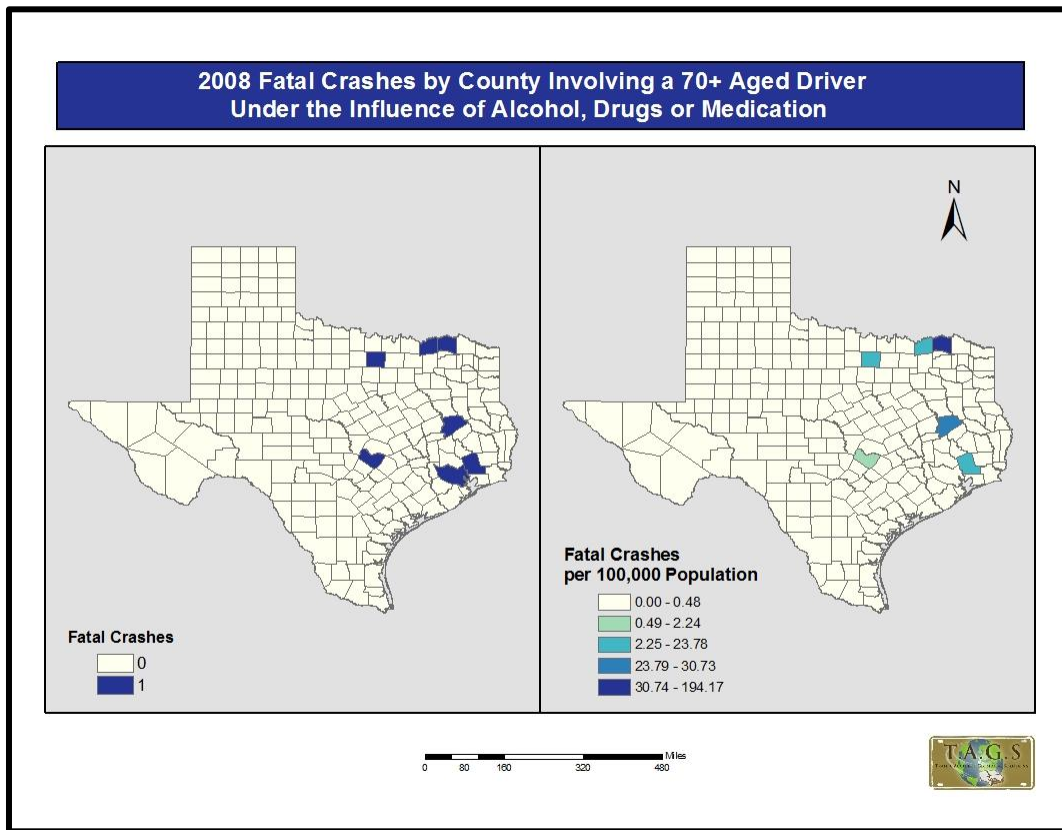 2008 Fatal Crashes by County Involving a 70+ Aged Driver
Under the Influence of Alcohol, Drugs or Medication
N
Fatal Crashes
0
1
Fatal Crashes
per 100,000 Population
0.00 - 0.48
0.49 - 2.24
2.25 - 23.78
23.79 - 30.73
30.74 - 194.17
Miles
0 80 160 320 480
T.A.G.S